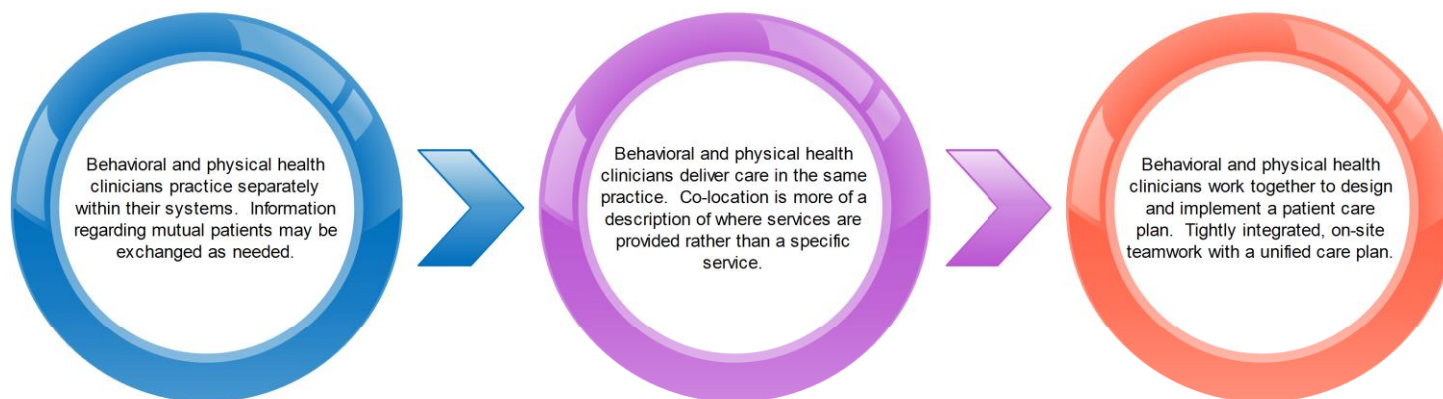 Behavioral and physical health
clinicians practice separately
within their systems.  Information
regarding mutual patients may be
exchanged as needed.
Behavioral and physical health
clinicians deliver care in the same
practice.  Co-location is more of a
description of where services are
provided rather than a specific
service.
Behavioral and physical health
clinicians work together to design
and implement a patient care
plan.  Tightly integrated, on-site
teamwork with a unified care plan.